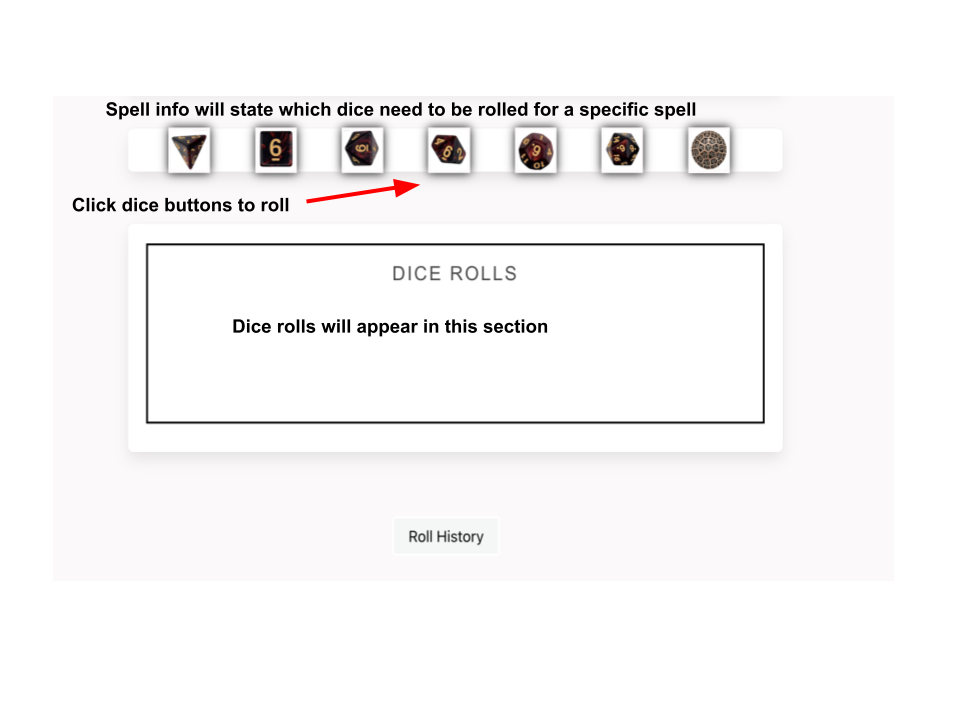 Spell info will state which dice need to be rolled for a specific spell
6
Click dice buttons to roll
DICE ROLLS
Dice rolls will appear in this section
Roll History